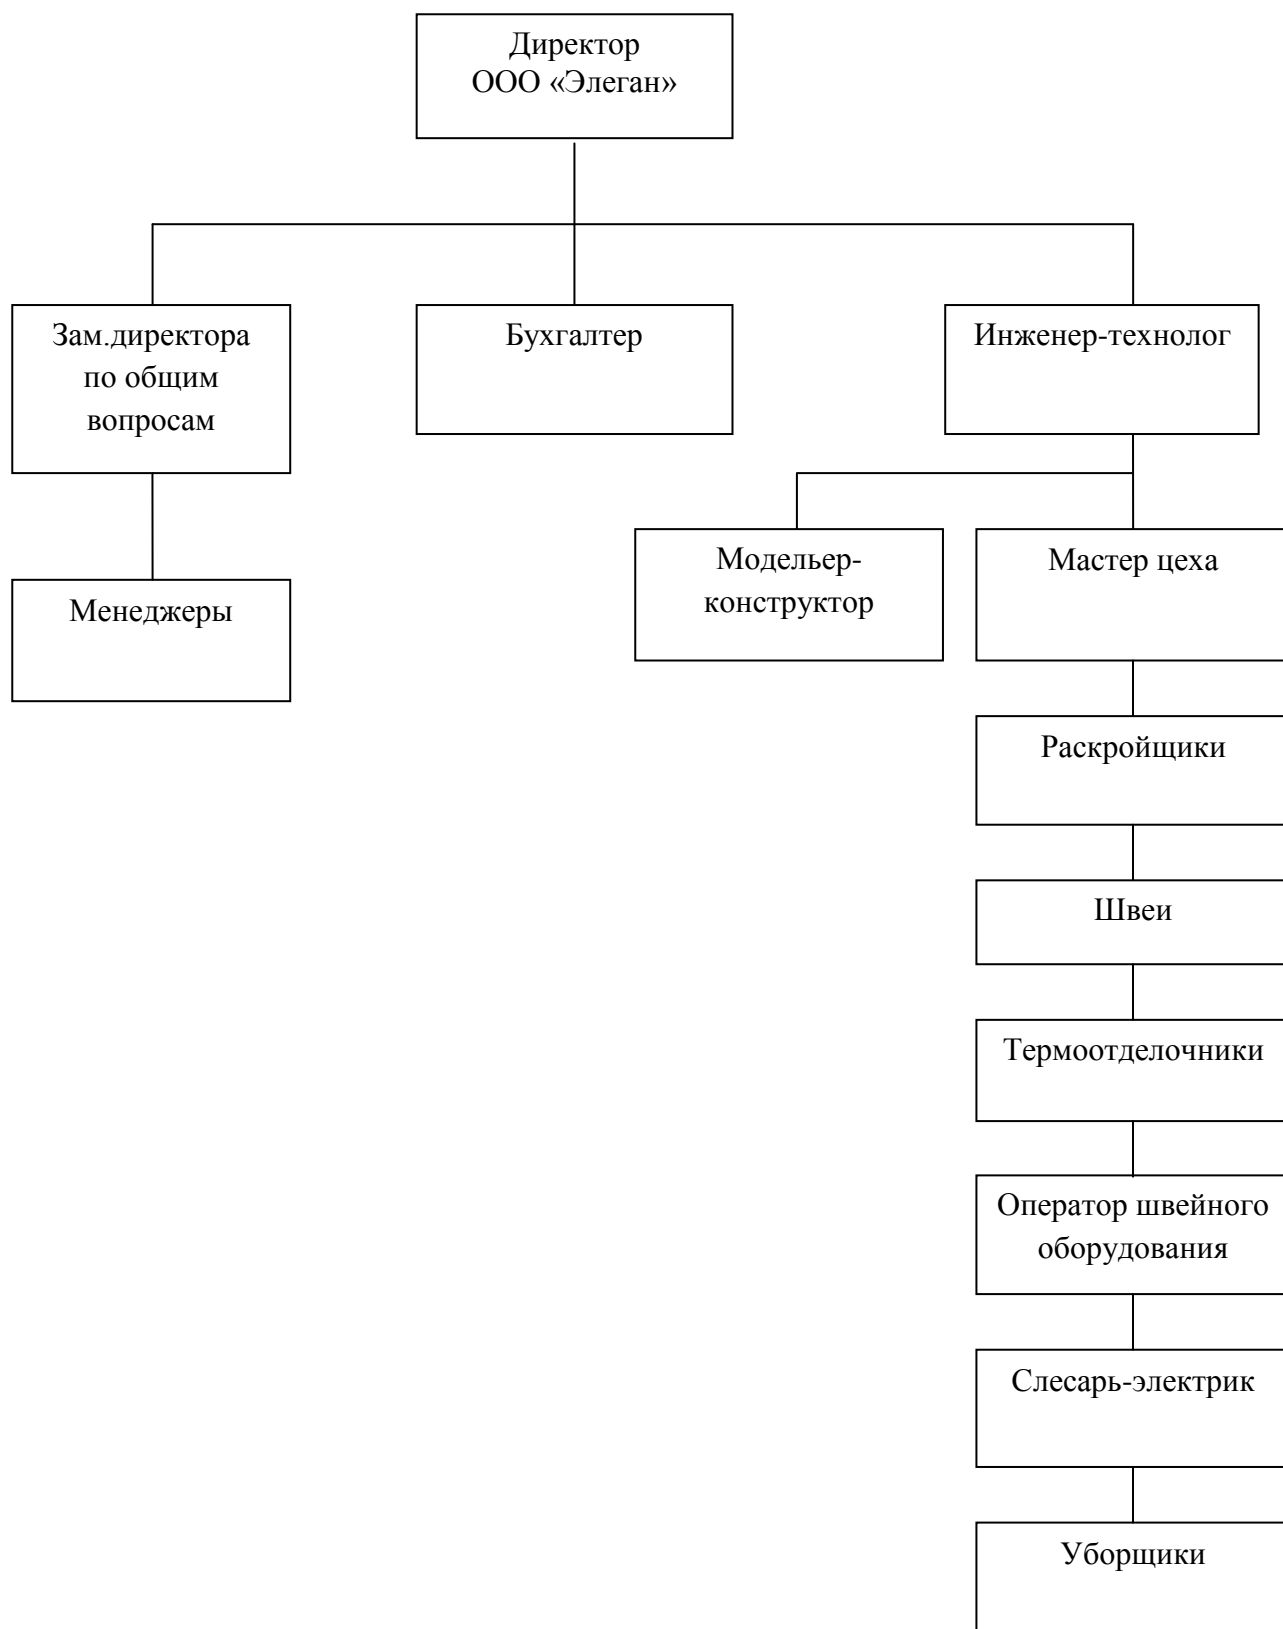 Директор
ООО «Элеган»
Зам.директора
по общим
вопросам
Бухгалтер
Инженер-технолог
Модельер-
конструктор
Мастер цеха
Менеджеры
Раскройщики
Швеи
Термоотделочники
Оператор швейного
оборудования
Слесарь-электрик
Уборщики